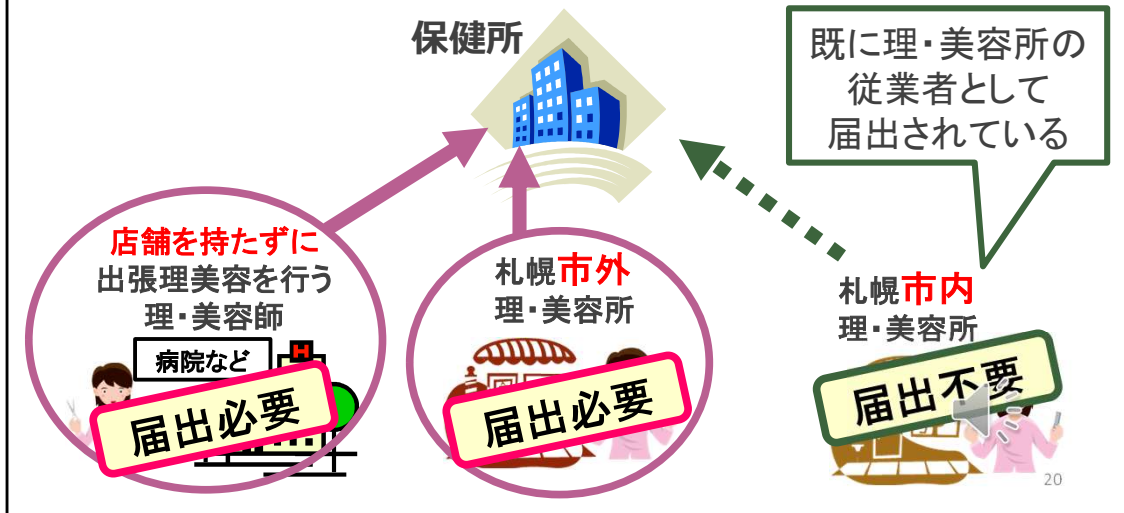 保健所
既に理・美容所の
従業者として
届出されている
店舗を持たずに
出張理美容を行う
理・美容師
病院など
H
届出必要
札幌市外
理・美容所
届出必要
札幌市内
理・美容所
届出不要
20